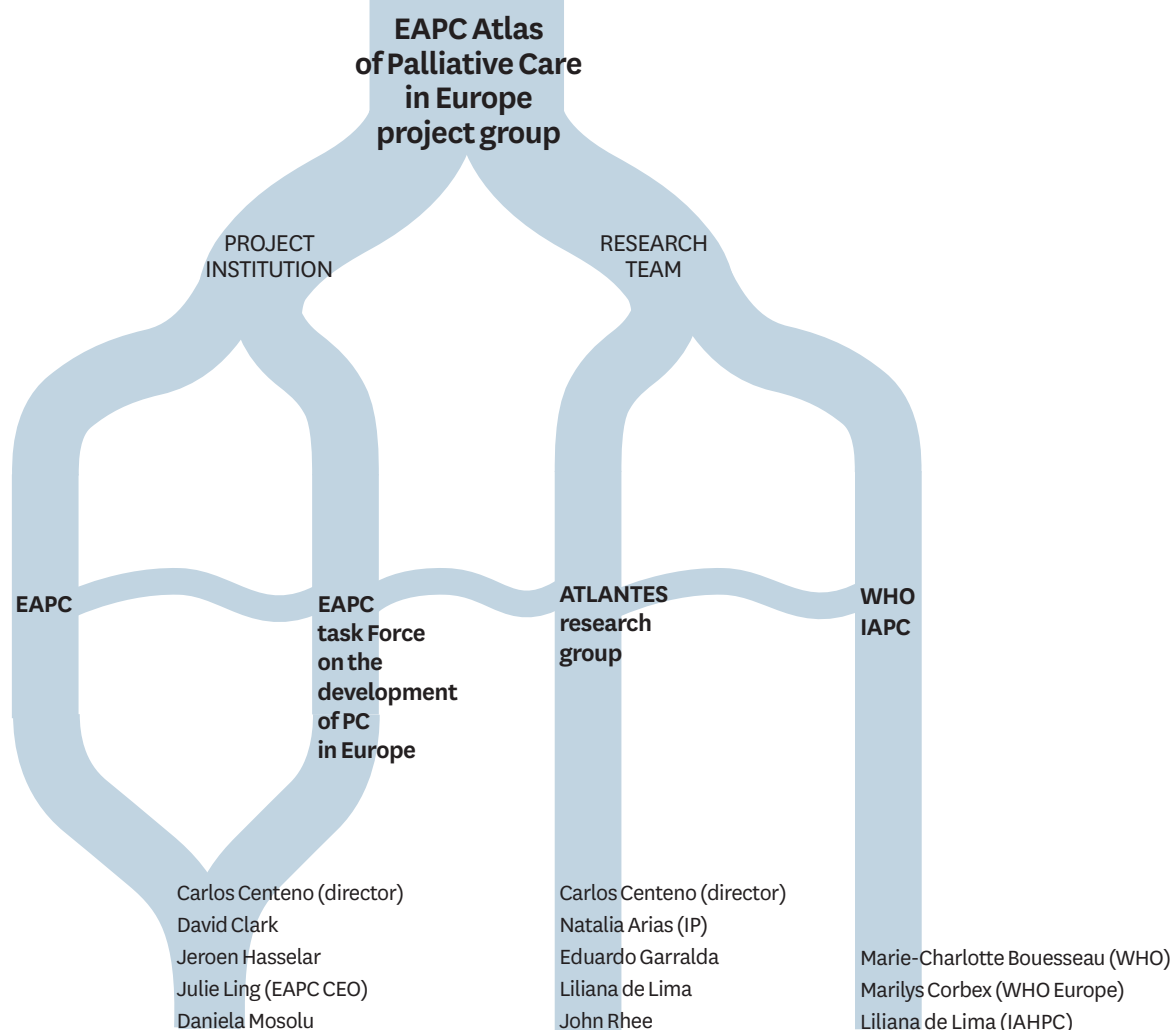 EAPC Atlas
of Palliative Care
in Europe
project group
PROJECT
INSTITUTION
RESEARCH
TEAM
EAPC
EAPC
task Force
on the
development
of PC
in Europe
ATLANTES
research
group
WHO
IAPC
Carlos Centeno (director)
David Clark
Jeroen Hasselar
Julie Ling (EAPC CEO)
Daniela Mosolu
Carlos Centeno (director)
Natalia Arias (IP)
Eduardo Garralda
Liliana de Lima
John Rhee
Marie-Charlotte Bouesseau (WHO)
Marilys Corbex (WHO Europe)
Liliana de Lima (IAHPC)